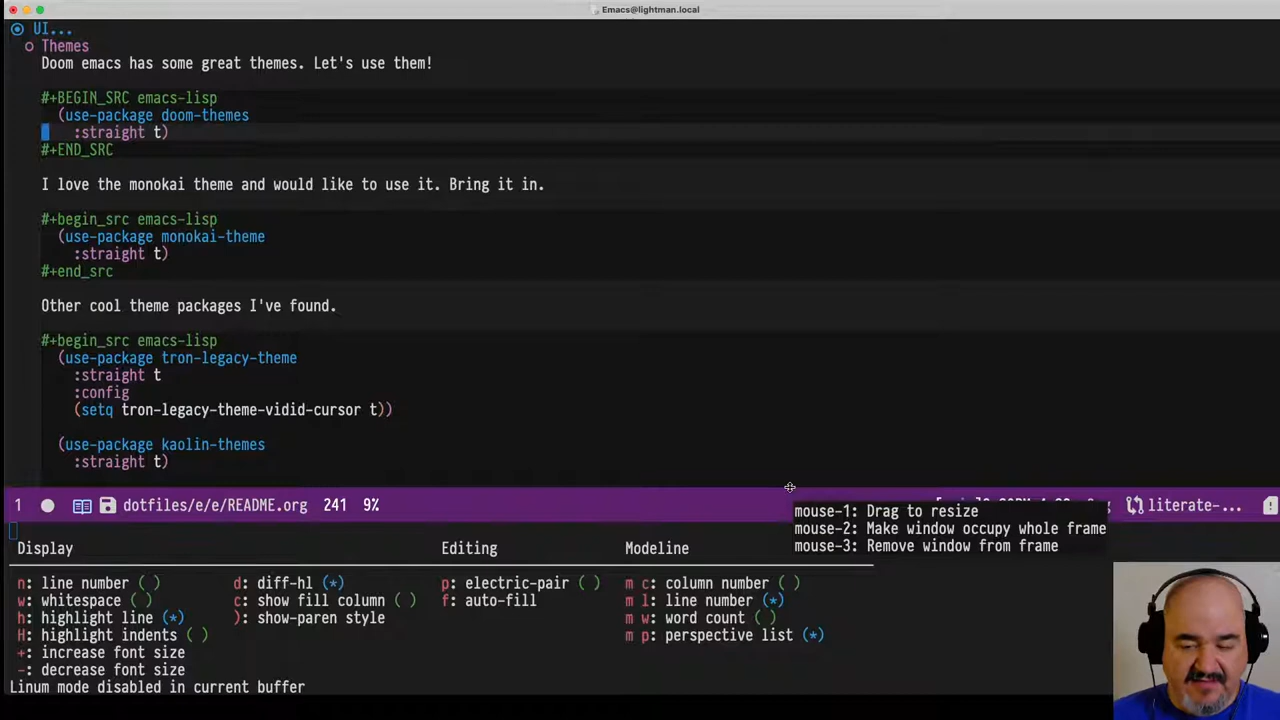 Emacs@lightman.local
UI...
Themes
Doom emacs has some great themes. Let's use them!
#+BEGIN_SRC emacs-lisp
(use-package doom-themes
:straight t)
#+END_SRC
I love the monokai theme and would like to use it. Bring it in.
#+begin_src emacs-lisp
(use-package monokai-theme
:straight t)
#+end_src
Other cool theme packages I've found.
#+begin_src emacs-lisp
(use-package tron-legacy-theme
:straight t
:config
(setq tron-legacy-theme-vidid-cursor t))
(use-package kaolin-themes
:straight t)
1 dotfiles/e/e/README.org 241 9% literate-...
mouse-1: Drag to resize
mouse-2: Make window occupy whole frame
mouse-3: Remove window from frame
Display Editing Modeline
n: line number ( ) d: diff-hl (*) p: electric-pair ( ) m c: column number ( )
w: whitespace ( ) c: show fill column ( ) f: auto-fill m l: line number (*)
h: highlight line (*) ): show-paren style m w: word count ( )
H: highlight indents ( ) m p: perspective list (*)
+: increase font size
-: decrease font size
Linum mode disabled in current buffer